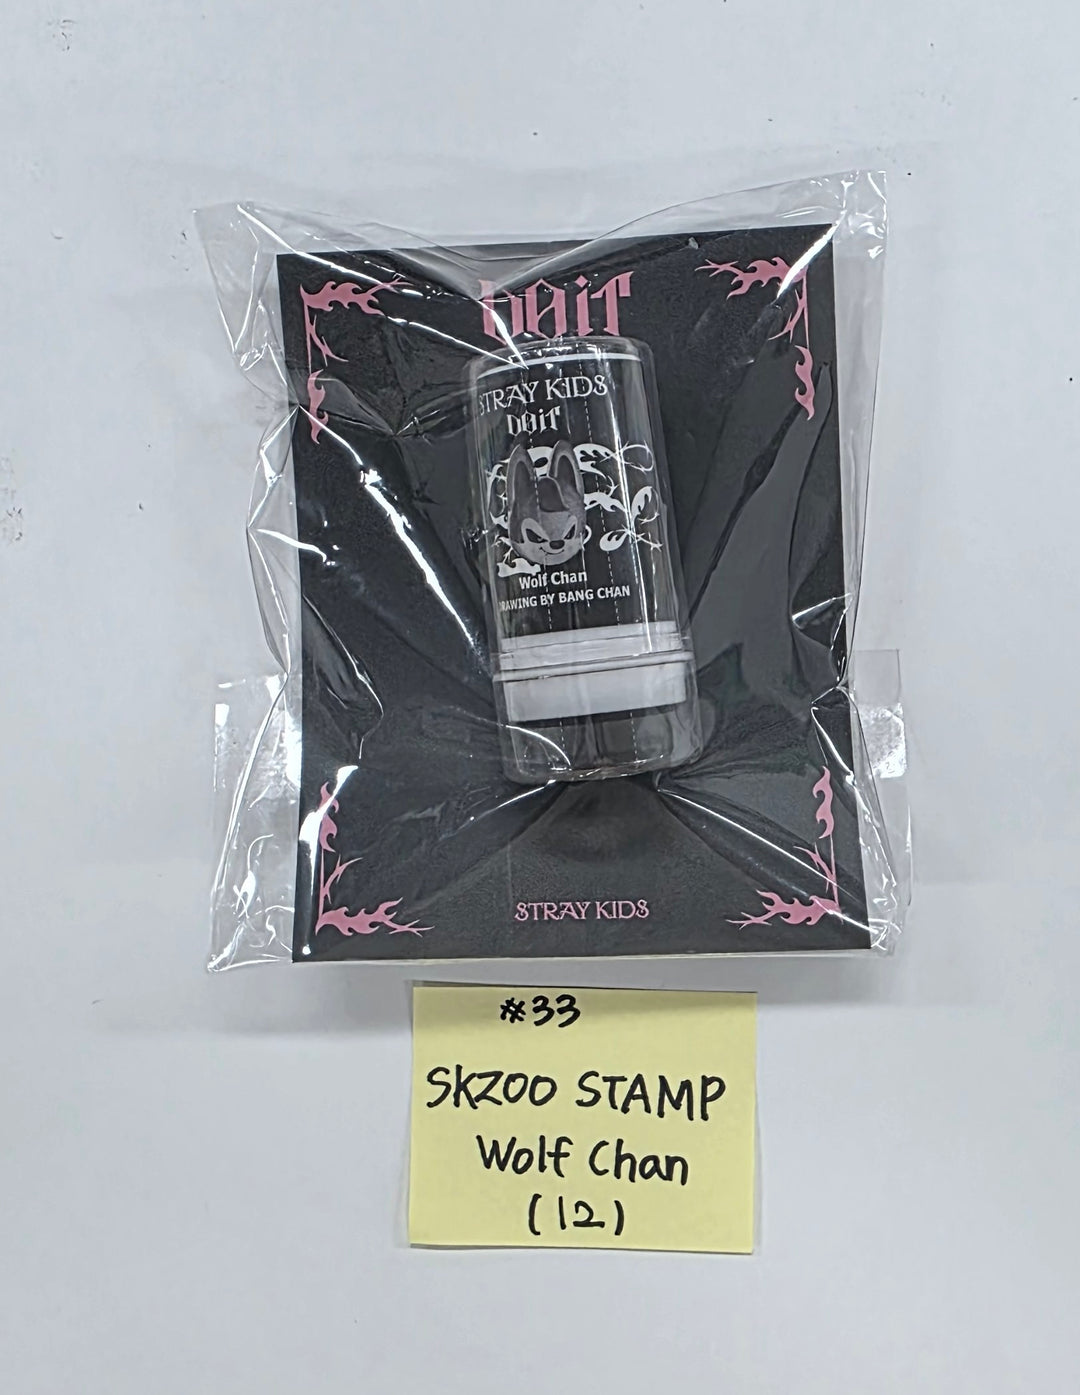 DO IT
STRAY KIDS
DO IT
Wolf Chan
DRAWING BY BANG CHAN
STRAY KIDS
#33
SKZOO STAMP
Wolf Chan
(12)